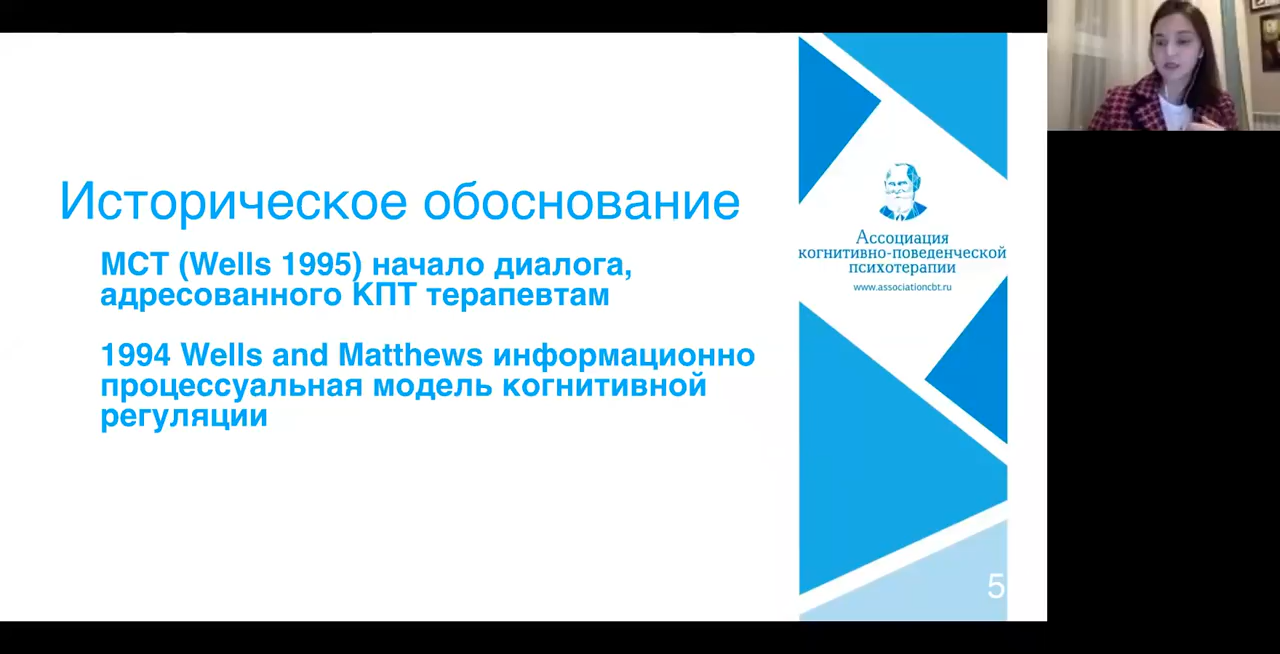 Историческое обоснование
МСТ (Wells 1995) начало диалога,
адресованного КПТ терапевтам
1994 Wells and Matthews информационно
процессуальная модель когнитивной
регуляции
Ассоциация
когнитивно-поведенческой
психотерапии
www.associationcbt.ru
5